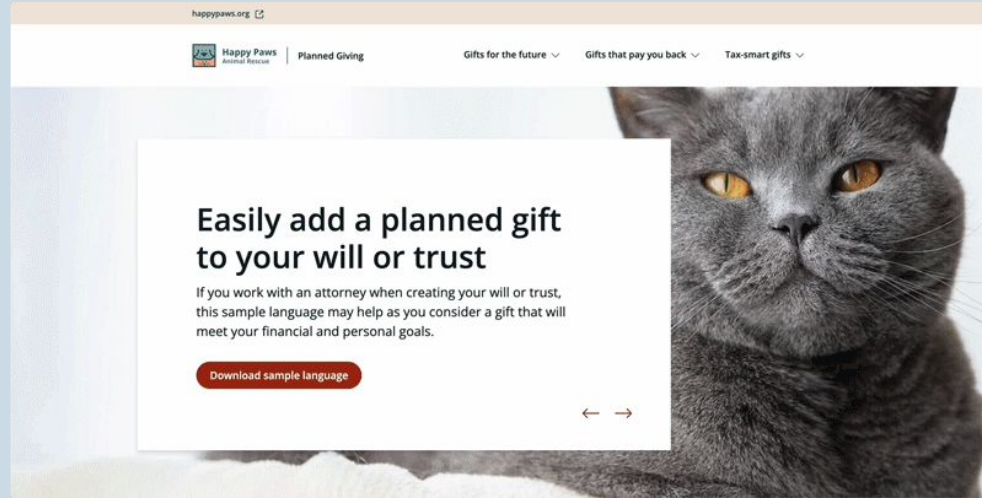 happypaws.org
Happy Paws
Animal Rescue
Planned Giving
Gifts for the future
Gifts that pay you back
Tax-smart gifts
Easily add a planned gift
to your will or trust
If you work with an attorney when creating your will or trust,
this sample language may help as you consider a gift that will
meet your financial and personal goals.
Download sample language